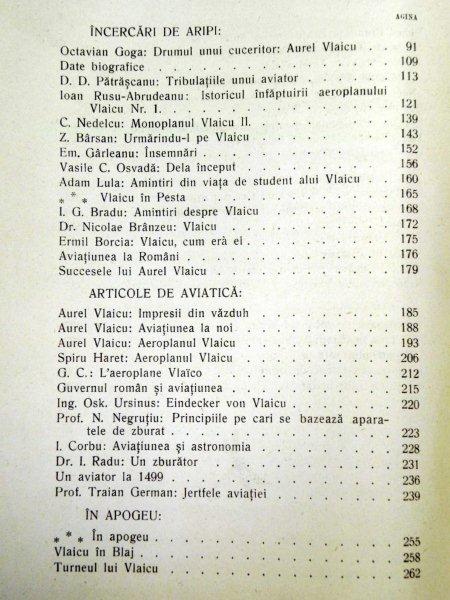 AGINA
ÎNCERCĂRI DE ARIPI:
Octavian Goga: Drumul unui cuceritor: Aurel Vlaicu . . 91
Date biografice . . . . . . . . . . 109
D. D. Pătrășcanu: Tribulațiile unui aviator . . . . 113
Ioan Rusu-Abrudeanu: Istoricul înfăptuirii aeroplanului
Vlaicu Nr. I. . . . . . . . . . 121
C. Nedelcu: Monoplanul Vlaicu II. . . . . . . 139
Z. Bârsan: Urmărindu-l pe Vlaicu . . . . . . 143
Em. Gârleanu: Însemnări . . . . . . . . 152
Vasile C. Osvadă: Dela început . . . . . . . 156
Adam Lula: Amintiri din viața de student alui Vlaicu . . 160
* * * Vlaicu în Pesta . . . . . . . . 165
I. G. Bradu: Amintiri despre Vlaicu . . . . . . 168
Dr. Nicolae Brânzeu: Vlaicu . . . . . . . 172
Ermil Borcia: Vlaicu, cum era el . . . . . . . 175
Aviațiunea la Români . . . . . . . . . 176
Succesele lui Aurel Vlaicu . . . . . . . . 179
ARTICOLE DE AVIATICĂ:
Aurel Vlaicu: Impresii din văzduh . . . . . . 185
Aurel Vlaicu: Aviațiunea la noi . . . . . . . 188
Aurel Vlaicu: Aeroplanul Vlaicu . . . . . . . 193
Spiru Haret: Aeroplanul Vlaicu . . . . . . . 206
G. C.: L'aeroplane Vlaïco . . . . . . . . 212
Guvernul român și aviațiunea . . . . . . . 215
Ing. Osk. Ursinus: Eindecker von Vlaicu . . . . . 220
Prof. N. Negruțiu: Principiile pe cari se bazează apara-
tele de zburat . . . . . . . . . 223
I. Corbu: Aviațiunea și astronomia . . . . . . 228
Dr. I. Radu: Un zburător . . . . . . . . 231
Un aviator la 1499 . . . . . . . . . 236
Prof. Traian German: Jertfele aviației . . . . . 239
ÎN APOGEU:
* * * În apogeu . . . . . . . . . . 255
Vlaicu în Blaj . . . . . . . . . . . 258
Turneul lui Vlaicu . . . . . . . . . . 262